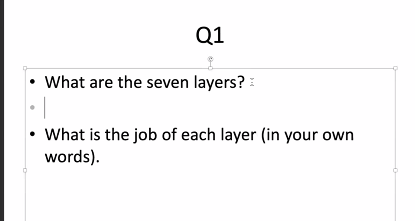 Q1
• What are the seven layers?
•
• What is the job of each layer (in your own
words).